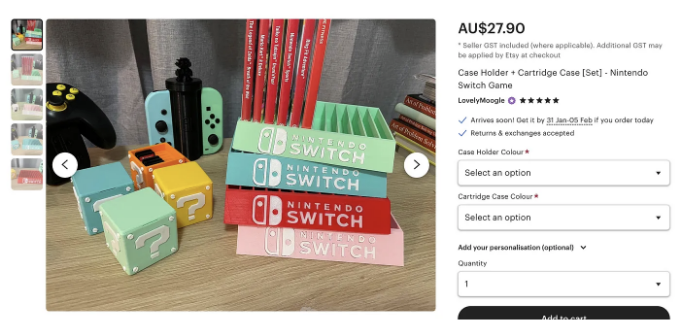 AU$27.90
* Seller GST included (where applicable). Additional GST may
be applied by Etsy at checkout
Case Holder + Cartridge Case [Set] - Nintendo
Switch Game
LovelyMoogle
Arrives soon! Get it by 31 Jan-05 Feb if you order today
Returns & exchanges accepted
Case Holder Colour *
Select an option
Cartridge Case Colour *
Select an option
Add your personalisation (optional)
Quantity
1
Add to cart
NINTENDO
SWITCH
NINTENDO
SWITCH
NINTENDO
SWITCH
NINTENDO
SWITCH
?
?
?